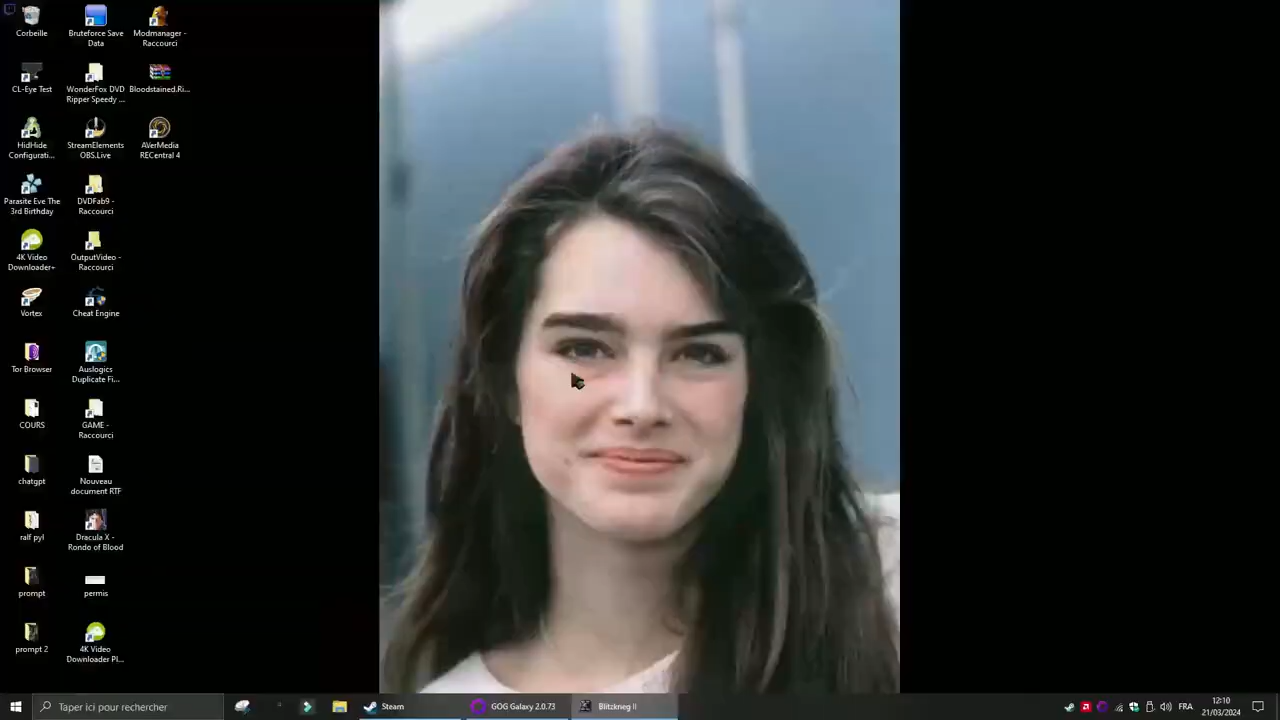 Corbeille
Bruteforce Save
Data
Modmanager -
Raccourci
CL-Eye Test
WonderFox DVD
Ripper Speedy ...
Bloodstained.Ri...
HidHide
Configurati...
StreamElements
OBS.Live
AVerMedia
RECentral 4
Parasite Eve The
3rd Birthday
DVDFab9 -
Raccourci
4K Video
Downloader+
OutputVideo -
Raccourci
Vortex
Cheat Engine
Tor Browser
Auslogics
Duplicate Fi...
COURS
GAME -
Raccourci
chatgpt
Nouveau
document RTF
ralf pyl
Dracula X -
Rondo of Blood
prompt
permis
prompt 2
4K Video
Downloader Pl...
Taper ici pour rechercher
Steam
GOG Galaxy 2.0.73
Blitzkrieg II
FRA
12:10
21/03/2024